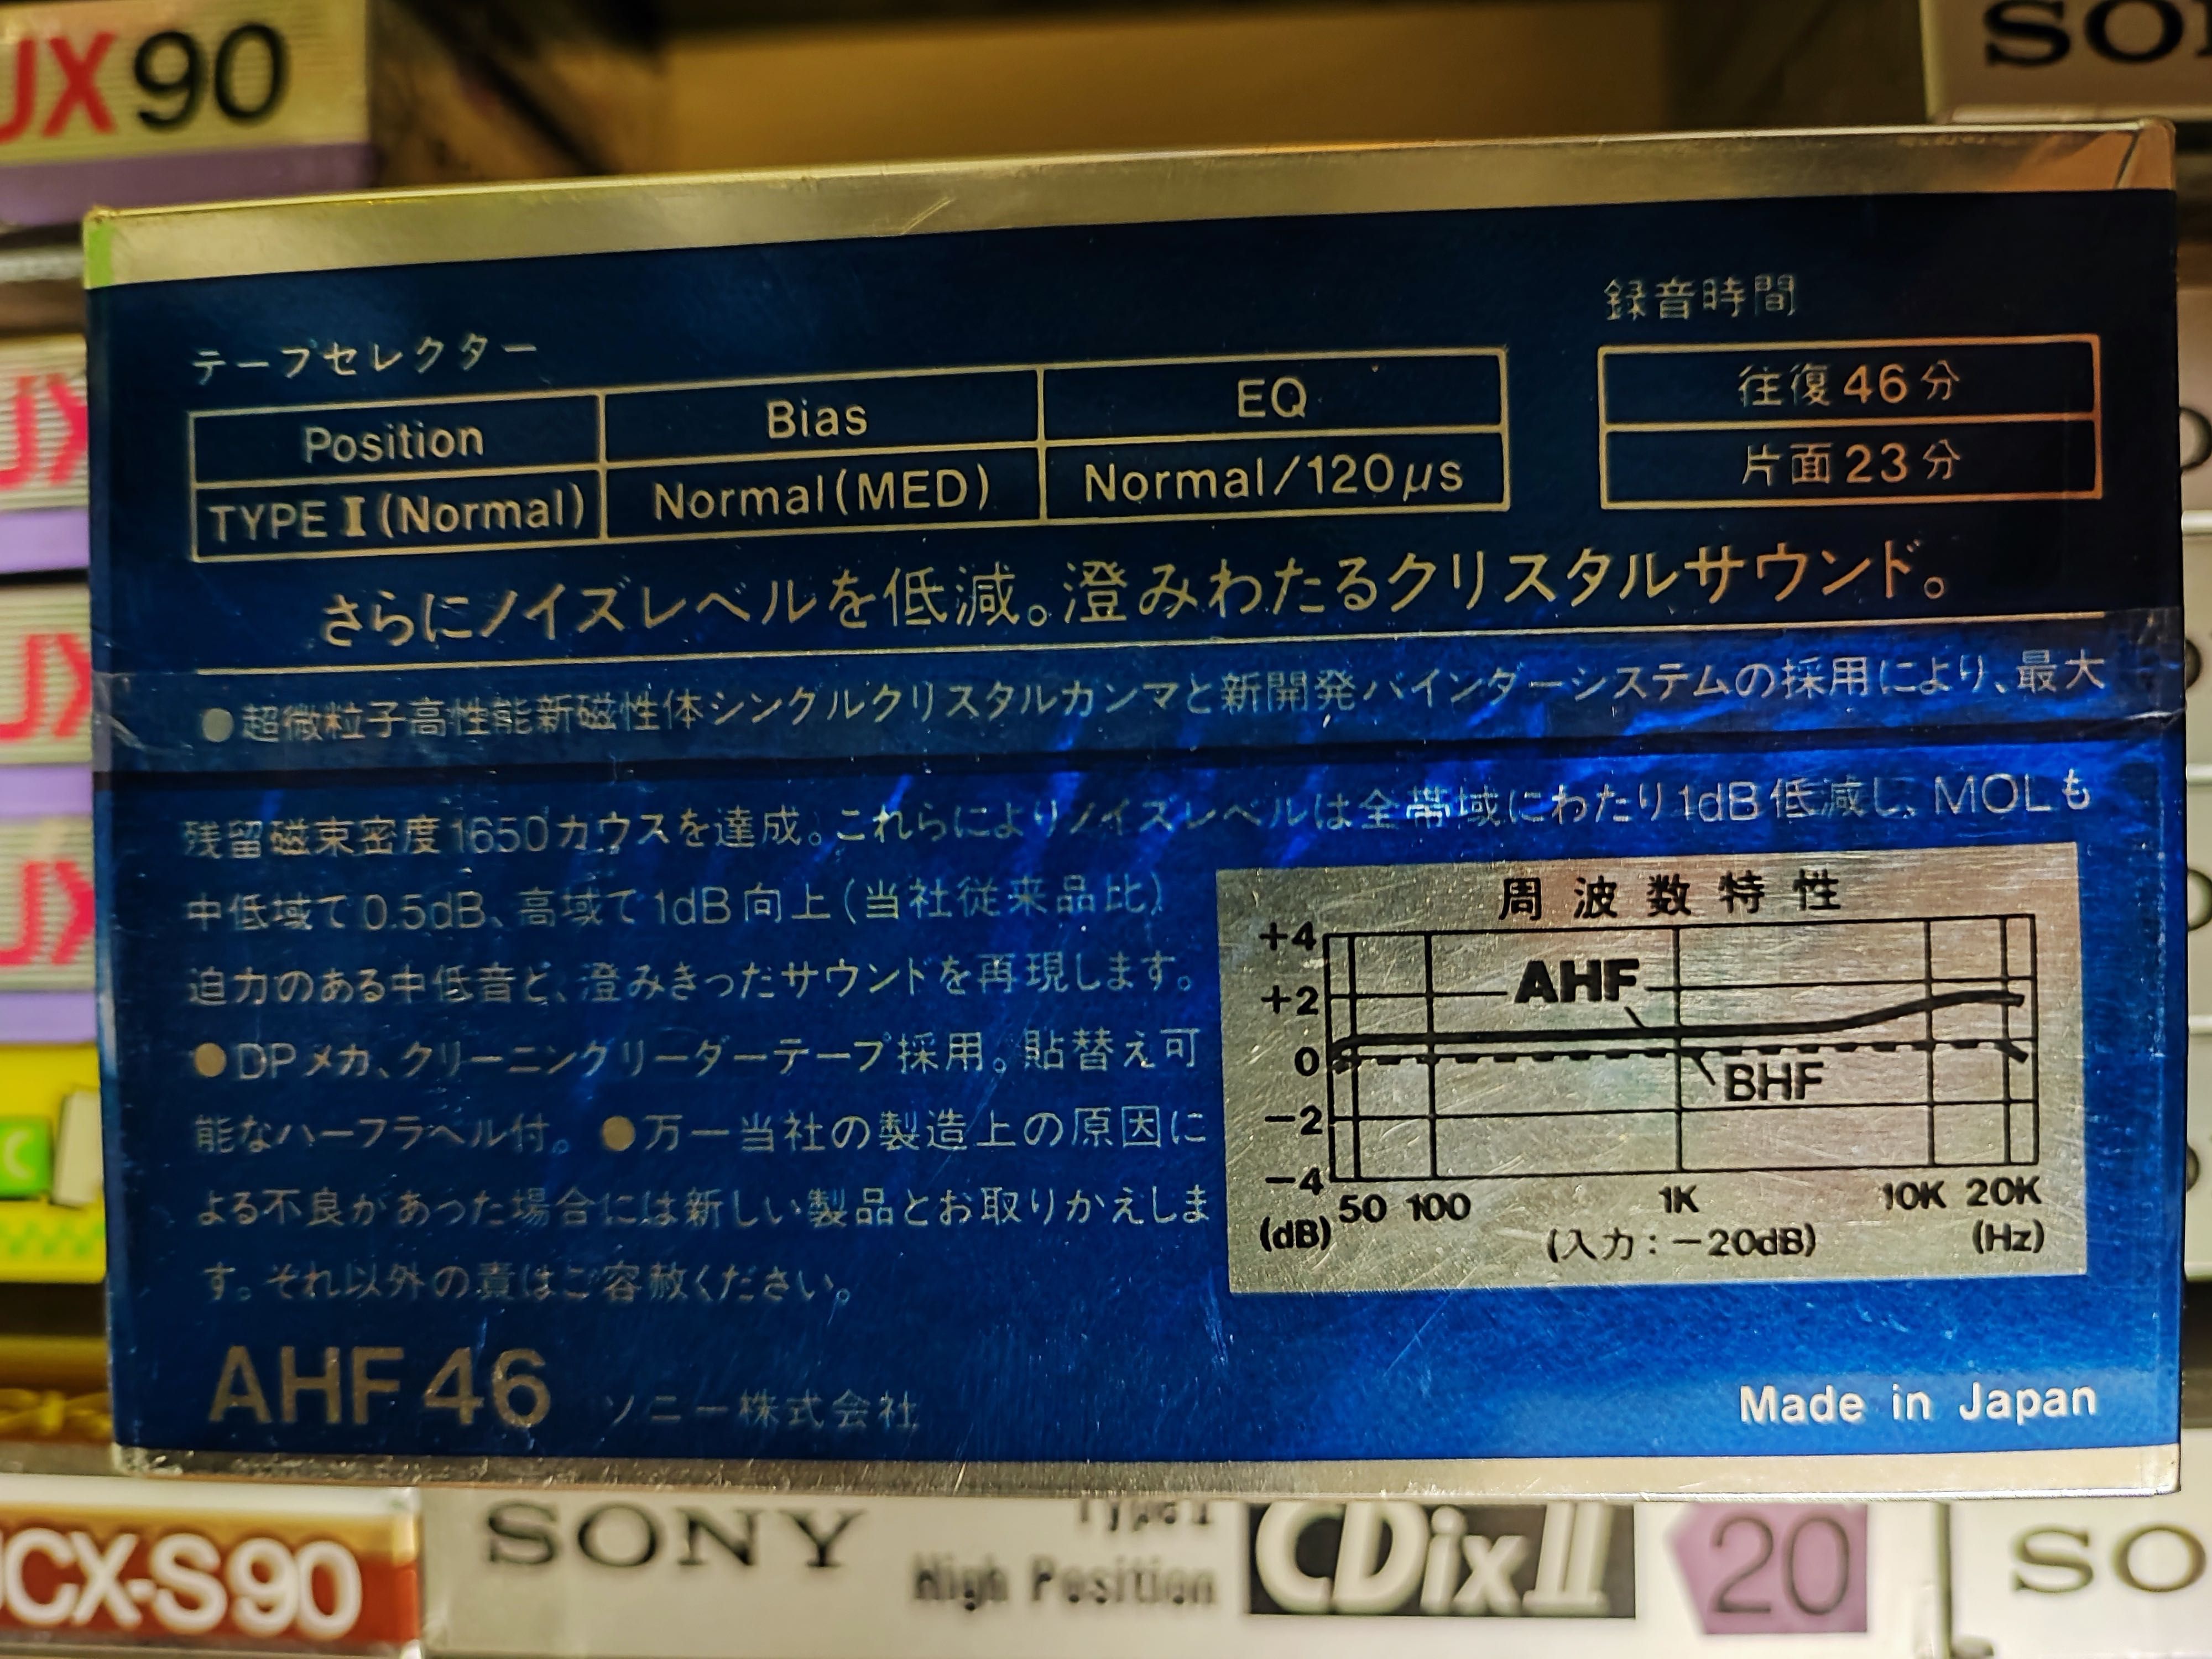 UX 90
SO
録音時間
テープセレクター
往復46分
片面23分
Position Bias EQ
TYPE I (Normal) Normal(MED) Normal/120μs
さらにノイズレベルを低減。澄みわたるクリスタルサウンド。
●超微粒子高性能新磁性体シングルクリスタルガンマと新開発バインダーシステムの採用により、最大
残留磁束密度1650ガウスを達成。これらによりノイズレベルは全帯域にわたり1dB低減し、MOLも
中低域で0.5dB、高域で1dB向上(当社従来品比)
迫力のある中低音と、澄みきったサウンドを再現します。
●DPメカ、クリーニングリーダーテープ採用。貼替え可
能なハーフラベル付。 ●万一当社の製造上の原因に
よる不良があった場合には新しい製品とお取りかえしま
す。それ以外の責はご容赦ください。
周波数特性
+4
+2
0
-2
-4
AHF
BHF
50 100 1K 10K 20K
(dB) (入力:-20dB) (Hz)
AHF 46 ソニー株式会社
Made in Japan
UX
UX
UX
CX-S90
SONY
High Position
CDixII
20
SO